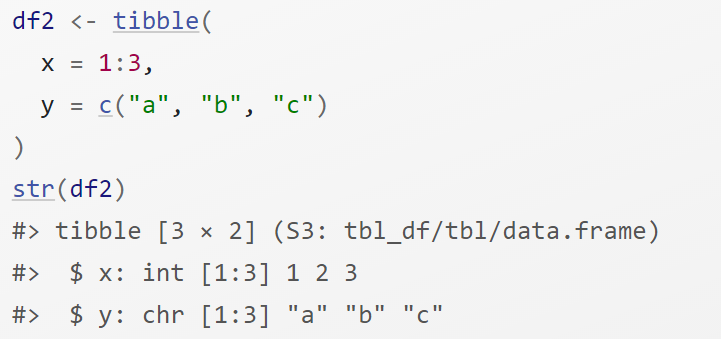 df2 <- tibble(
  x = 1:3,
  y = c("a", "b", "c")
)
str(df2)
#> tibble [3 × 2] (S3: tbl_df/tbl/data.frame)
#>  $ x: int [1:3] 1 2 3
#>  $ y: chr [1:3] "a" "b" "c"